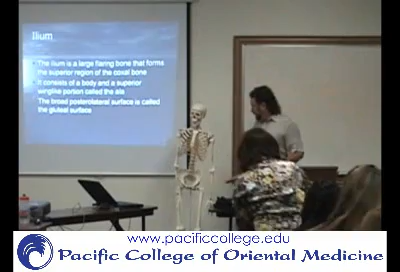 Ilium
The ilium is a large flaring bone that forms
the superior region of the coxal bone
It consists of a body and a superior
winglike portion called the ala
The broad posterolateral surface is called
the gluteal surface
www.pacificcollege.edu
Pacific College of Oriental Medicine